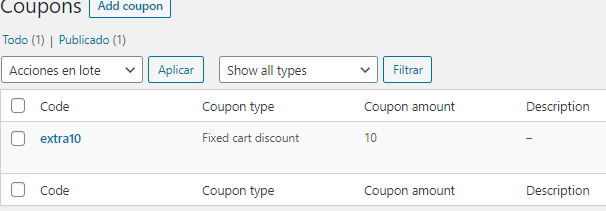 Coupons Add coupon
Todo (1) | Publicado (1)
Acciones en lote Aplicar Show all types Filtrar
Code Coupon type Coupon amount Description
extra10 Fixed cart discount 10 –
Code Coupon type Coupon amount Description